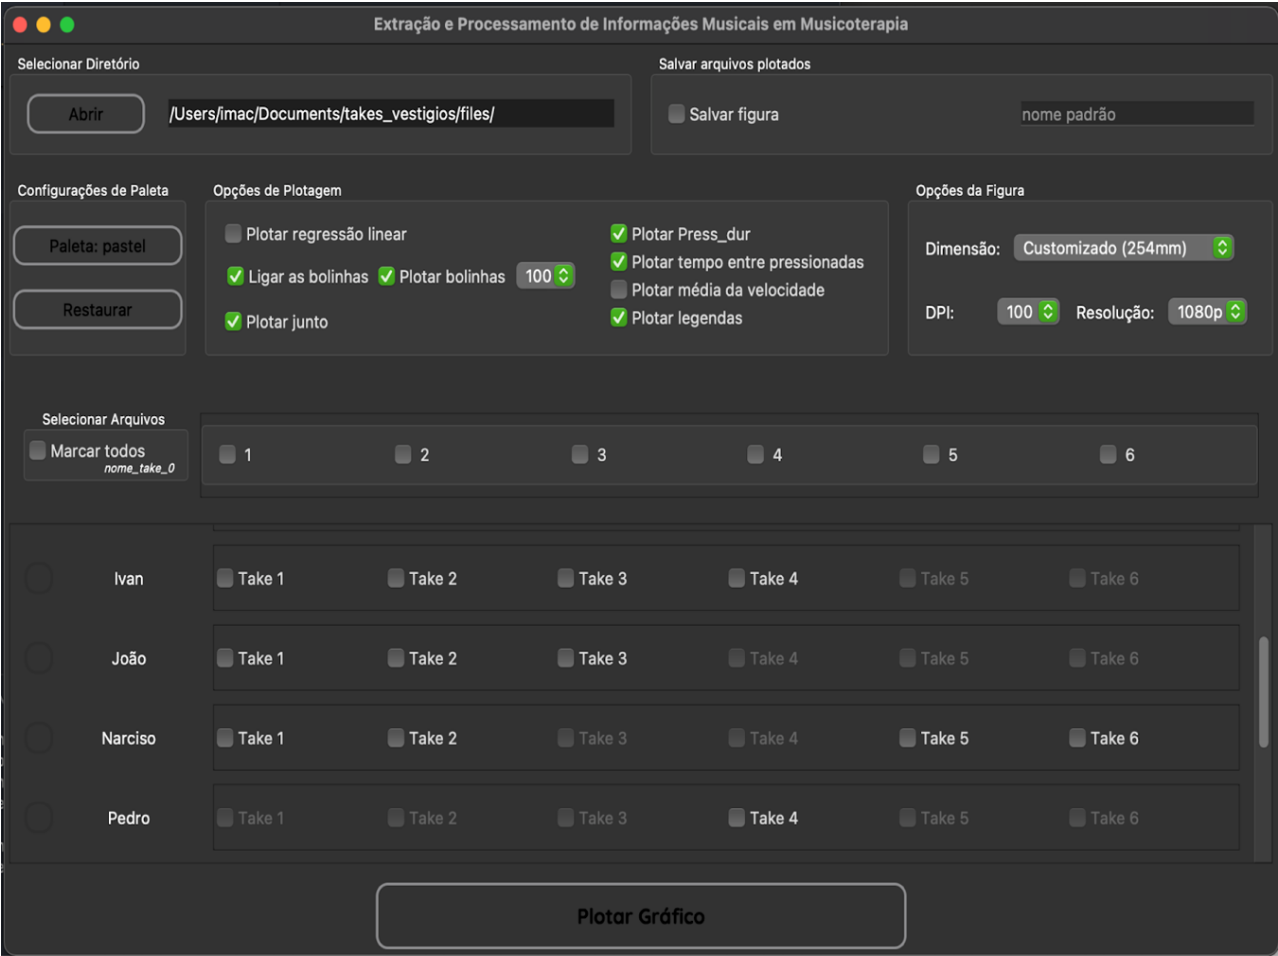 Extração e Processamento de Informações Musicais em Musicoterapia
Selecionar Diretório
Salvar arquivos plotados
Abrir
/Users/imac/Documents/takes_vestigios/files/
Salvar figura
nome padrão
Configurações de Paleta
Opções de Plotagem
Opções da Figura
Paleta: pastel
Restaurar
Plotar regressão linear
Ligar as bolinhas
Plotar bolinhas
100
Plotar junto
Plotar Press_dur
Plotar tempo entre pressionadas
Plotar média da velocidade
Plotar legendas
Dimensão:
Customizado (254mm)
DPI:
100
Resolução:
1080p
Selecionar Arquivos
Marcar todos
nome_take_0
1 2 3 4 5 6
Ivan Take 1 Take 2 Take 3 Take 4 Take 5 Take 6
João Take 1 Take 2 Take 3 Take 4 Take 5 Take 6
Narciso Take 1 Take 2 Take 3 Take 4 Take 5 Take 6
Pedro Take 1 Take 2 Take 3 Take 4 Take 5 Take 6
Plotar Gráfico